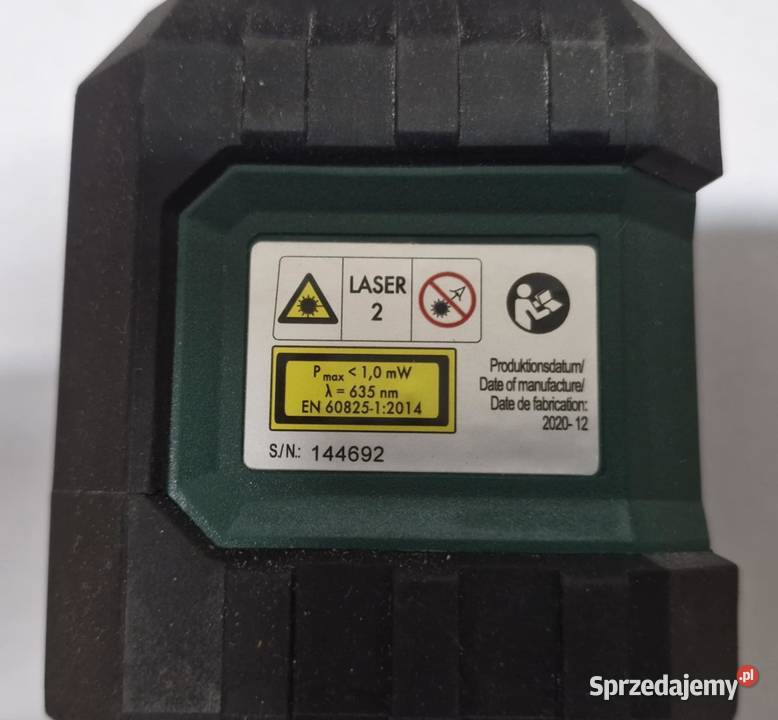 LASER
2
P max < 1,0 mW
λ = 635 nm
EN 60825-1:2014
Produktionsdatum/
Date of manufacture/
Date de fabrication:
2020- 12
S/N.: 144692
Sprzedajemy.pl